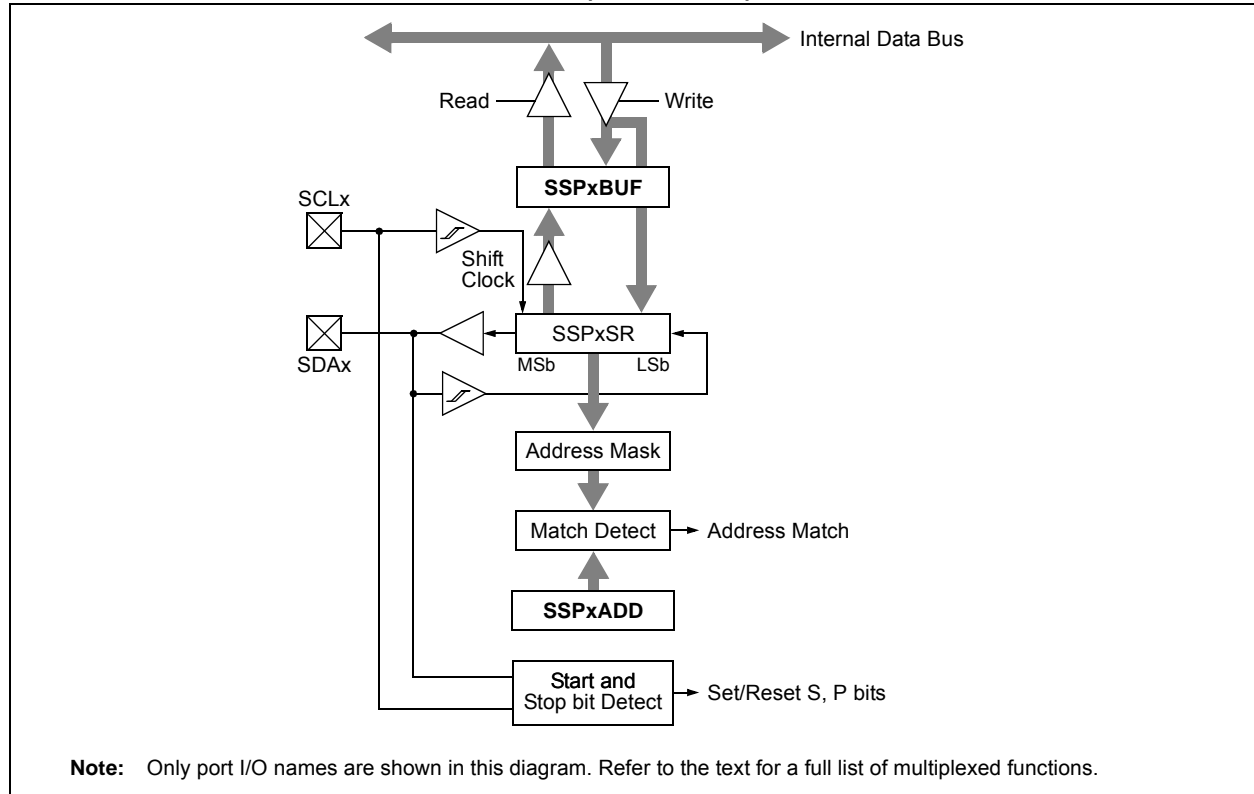 Internal Data Bus
Read
Write
SSPxBUF
SCLx
Shift
Clock
SSPxSR
MSb
LSb
SDAx
Address Mask
Match Detect
Address Match
SSPxADD
Start and
Stop bit Detect
Set/Reset S, P bits
Note: Only port I/O names are shown in this diagram. Refer to the text for a full list of multiplexed functions.